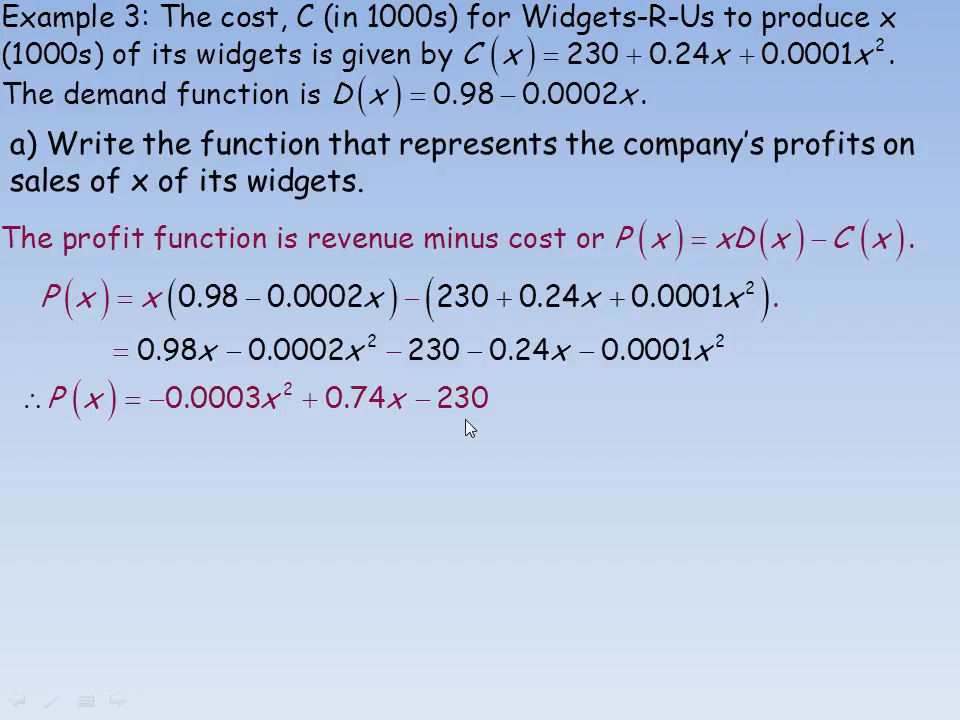 Example 3: The cost, C (in 1000s) for Widgets-R-Us to produce x
(1000s) of its widgets is given by C(x) = 230 + 0.24x + 0.0001x².
The demand function is D(x) = 0.98 − 0.0002x.
a) Write the function that represents the company's profits on
sales of x of its widgets.
The profit function is revenue minus cost or P(x) = xD(x) − C(x).
P(x) = x(0.98 − 0.0002x) − (230 + 0.24x + 0.0001x²).
= 0.98x − 0.0002x² − 230 − 0.24x − 0.0001x²
∴ P(x) = −0.0003x² + 0.74x − 230